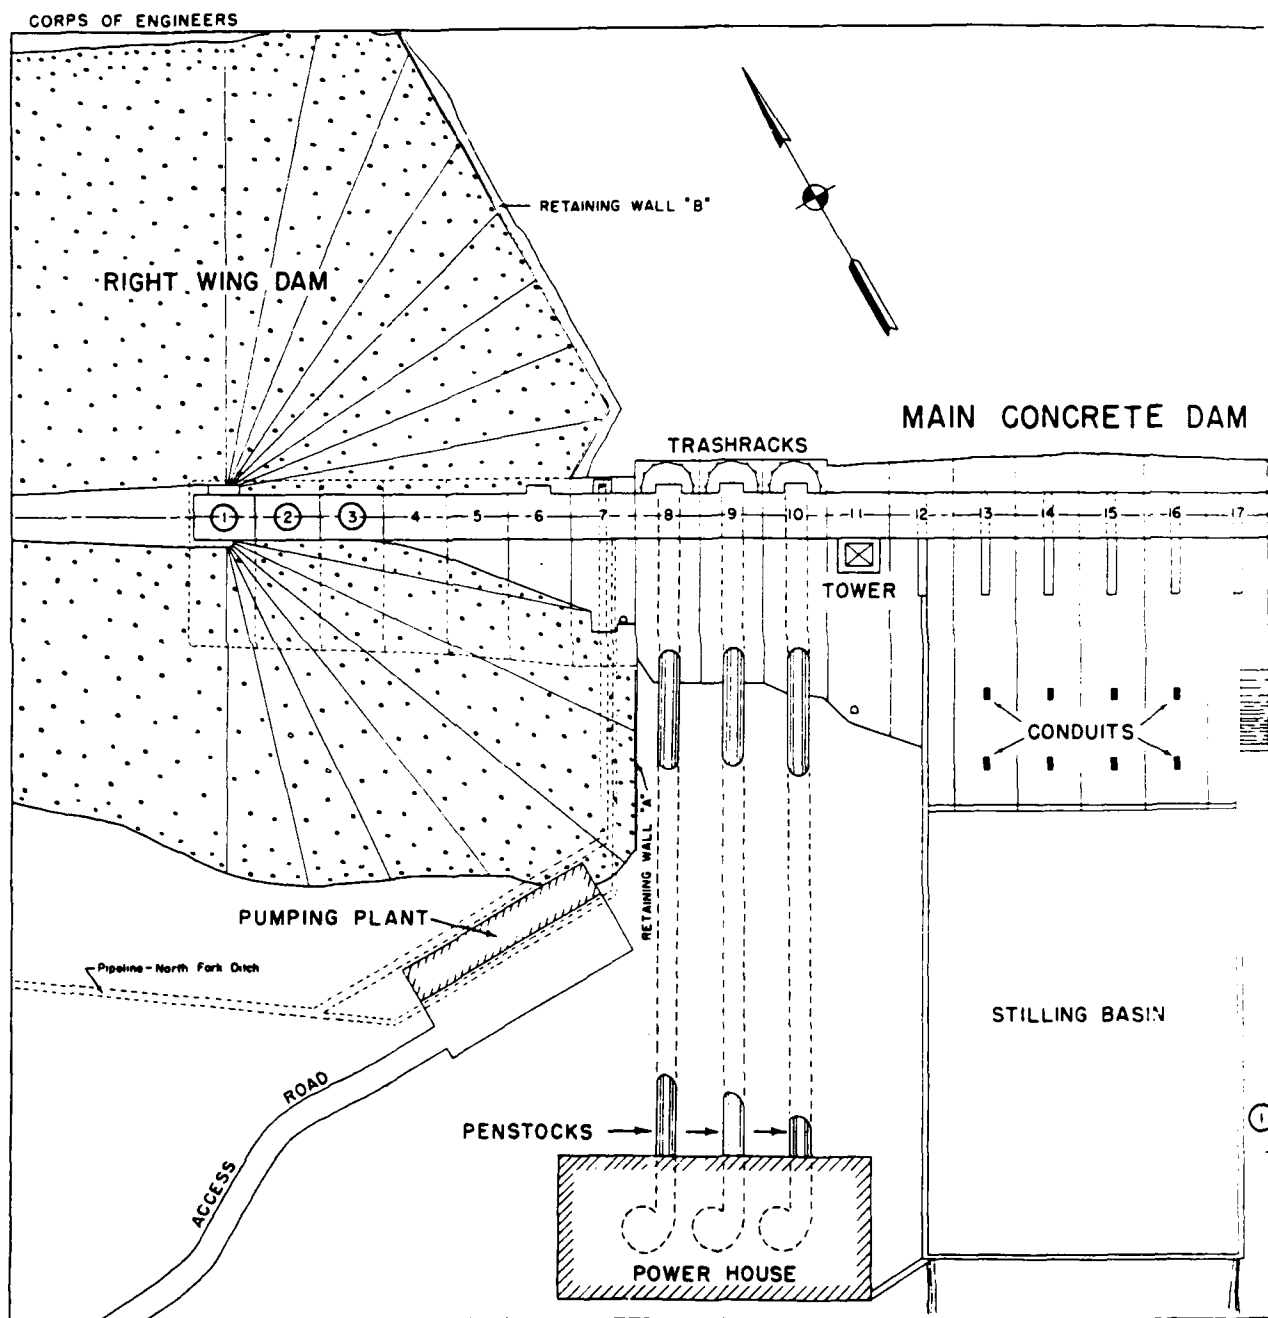 CORPS OF ENGINEERS
RETAINING WALL "B"
RIGHT WING DAM
MAIN CONCRETE DAM
TRASHRACKS
1 2 3 4 5 6 7 8 9 10 11 12 13 14 15 16 17
TOWER
CONDUITS
RETAINING WALL "A"
PUMPING PLANT
Pipeline-North Fork Ditch
STILLING BASIN
ACCESS ROAD
PENSTOCKS
1
POWER HOUSE